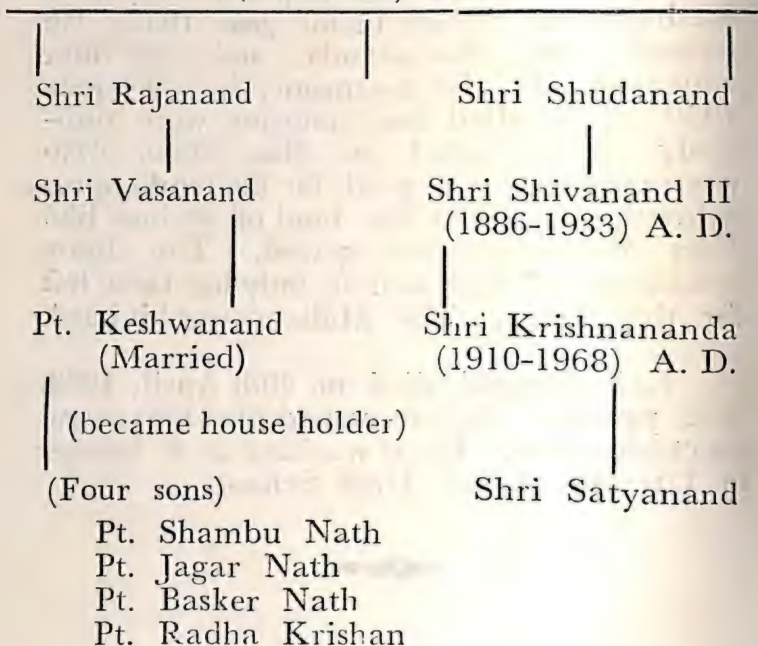 Shri Rajanand Shri Shudanand
Shri Vasanand Shri Shivanand II
(1886-1933) A. D.
Pt. Keshwanand Shri Krishnananda
(Married) (1910-1968) A. D.
(became house holder)
(Four sons) Shri Satyanand
Pt. Shambu Nath
Pt. Jagar Nath
Pt. Basker Nath
Pt. Radha Krishan